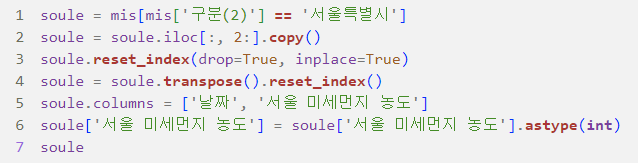 1 soule = mis[mis['구분(2)'] == '서울특별시']
2 soule = soule.iloc[:, 2:].copy()
3 soule.reset_index(drop=True, inplace=True)
4 soule = soule.transpose().reset_index()
5 soule.columns = ['날짜', '서울 미세먼지 농도']
6 soule['서울 미세먼지 농도'] = soule['서울 미세먼지 농도'].astype(int)
7 soule